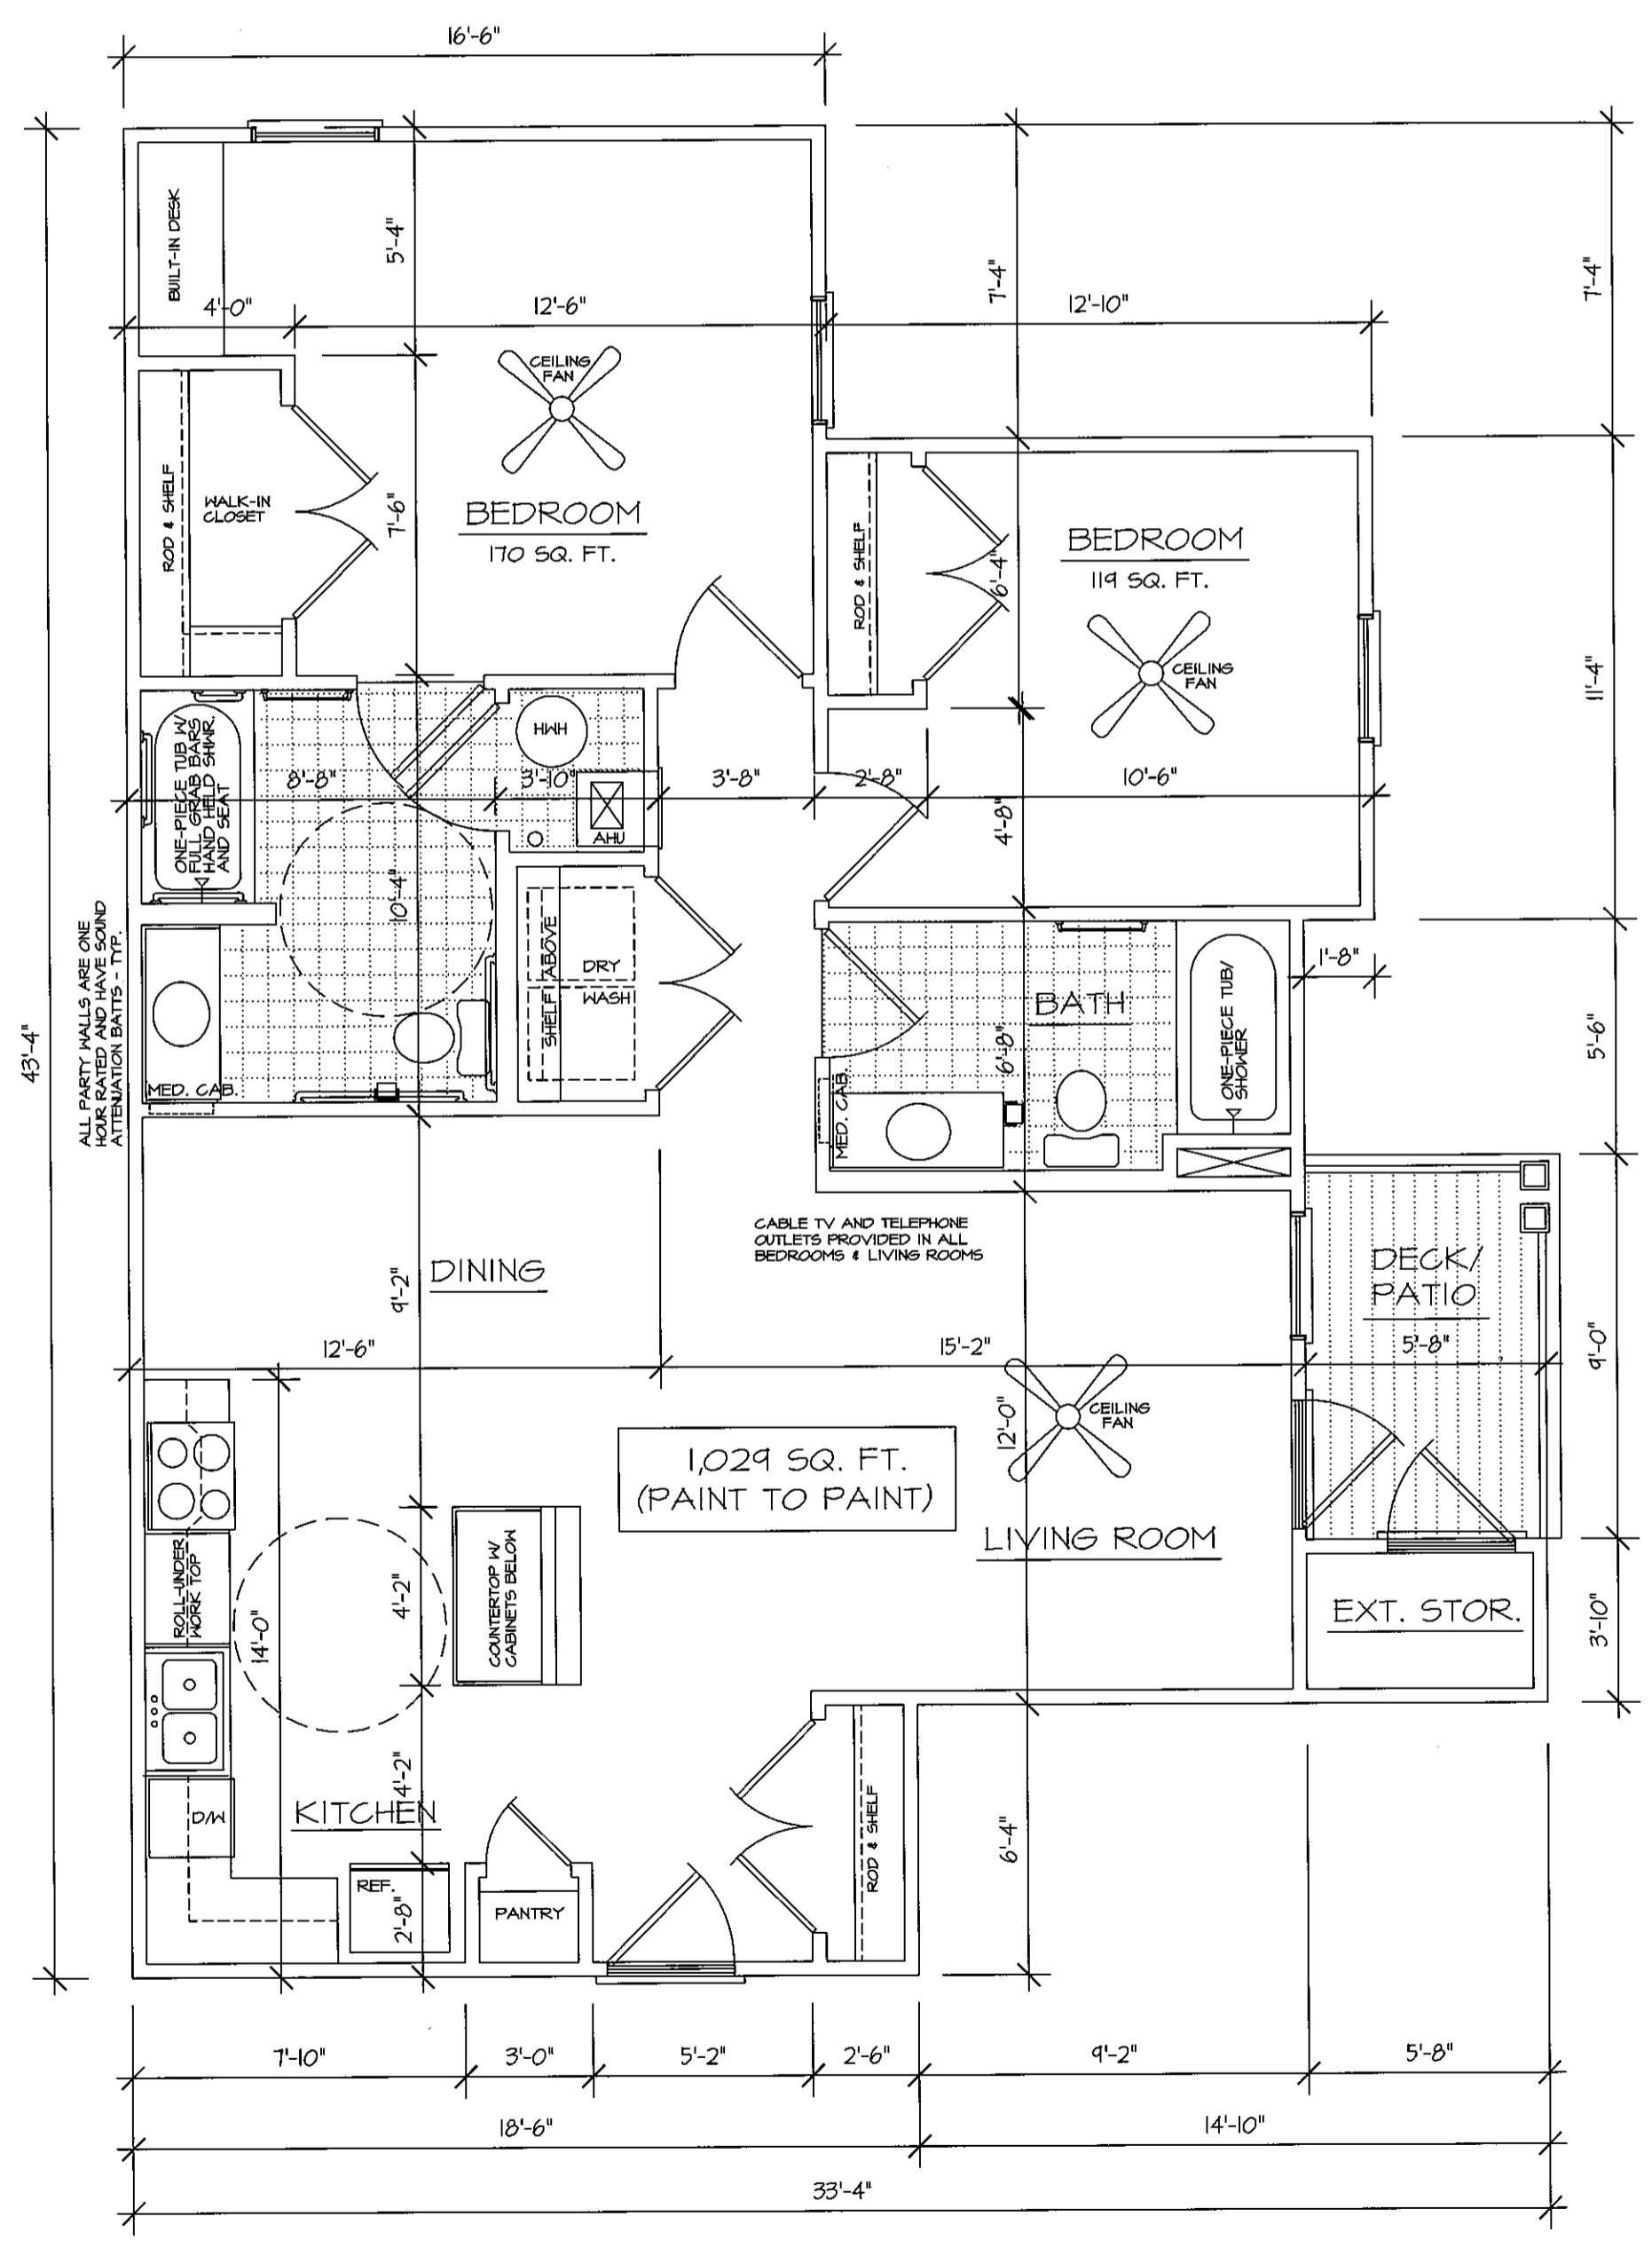 16'-6"
BUILT-IN DESK
5'-4"
7'-4"
7'-4"
4'-0"
12'-6"
12'-10"
CEILING
FAN
ROD & SHELF
WALK-IN
CLOSET
7'-6"
BEDROOM
170 SQ. FT.
ROD & SHELF
6'-4"
BEDROOM
119 SQ. FT.
CEILING
FAN
11'-4"
ONE-PIECE TUB W/
FULL GRAB BARS
HAND HELD SHWR.
AND SEAT
HWH
8'-8"
3'-10"
3'-8"
2'-8"
10'-6"
AHU
4'-8"
10'-4"
ALL PARTY WALLS ARE ONE
HOUR RATED AND HAVE SOUND
ATTENUATION BATTS - TYP.
43'-4"
SHELF ABOVE
DRY
WASH
MED. CAB.
BATH
6'-8"
MED. CAB.
ONE-PIECE TUB/
SHOWER
1'-8"
5'-6"
CABLE TV AND TELEPHONE
OUTLETS PROVIDED IN ALL
BEDROOMS & LIVING ROOMS
DINING
9'-2"
DECK/
PATIO
12'-6"
15'-2"
5'-8"
9'-0"
12'-0"
CEILING
FAN
1,029 SQ. FT.
(PAINT TO PAINT)
LIVING ROOM
ROLL-UNDER
WORK TOP
14'-0"
4'-2"
COUNTERTOP W/
CABINETS BELOW
EXT. STOR.
3'-10"
D/W
KITCHEN
4'-2"
REF.
2'-8"
PANTRY
ROD & SHELF
6'-4"
7'-10"
3'-0"
5'-2"
2'-6"
9'-2"
5'-8"
18'-6"
14'-10"
33'-4"